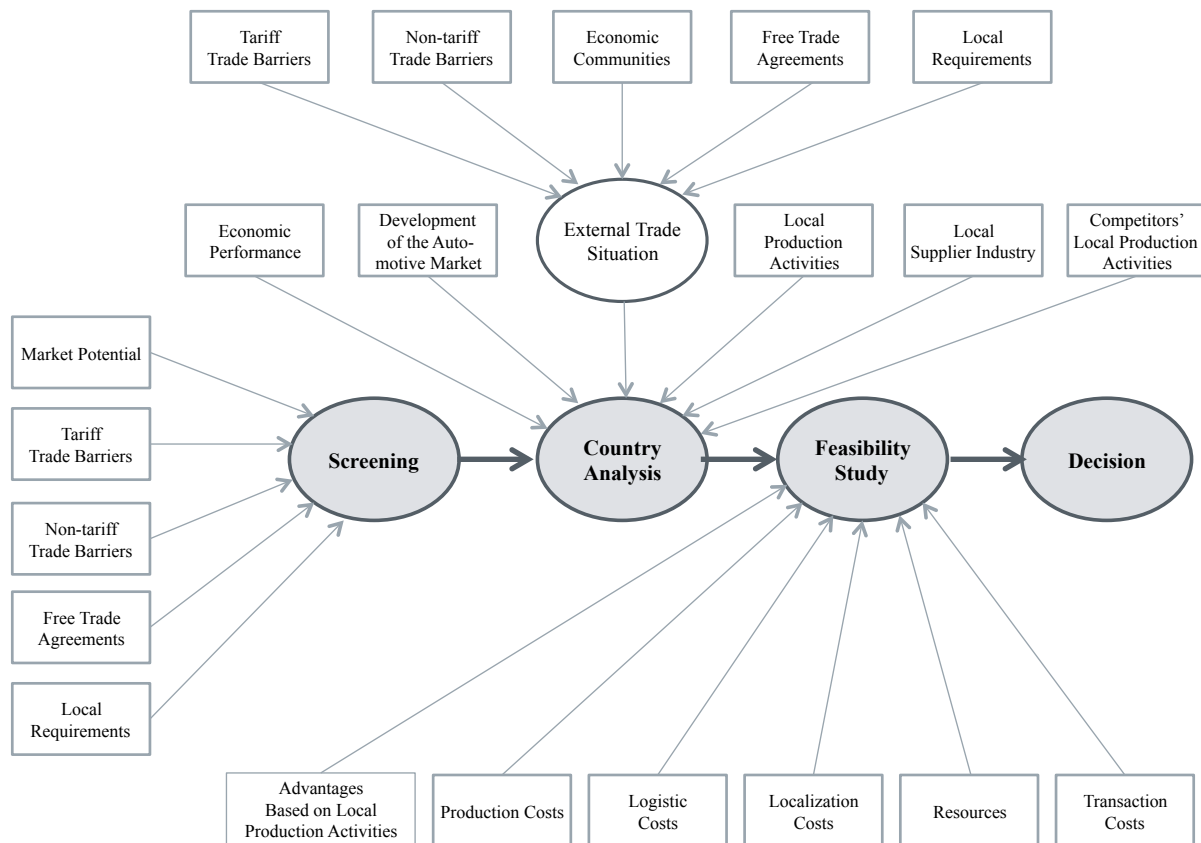 Tariff
Trade Barriers
Non-tariff
Trade Barriers
Economic
Communities
Free Trade
Agreements
Local
Requirements
Economic
Performance
Development
of the Auto-
motive Market
External Trade
Situation
Local
Production
Activities
Local
Supplier Industry
Competitors’
Local Production
Activities
Market Potential
Tariff
Trade Barriers
Non-tariff
Trade Barriers
Free Trade
Agreements
Local
Requirements
Screening
Country
Analysis
Feasibility
Study
Decision
Advantages
Based on Local
Production Activities
Production Costs
Logistic
Costs
Localization
Costs
Resources
Transaction
Costs